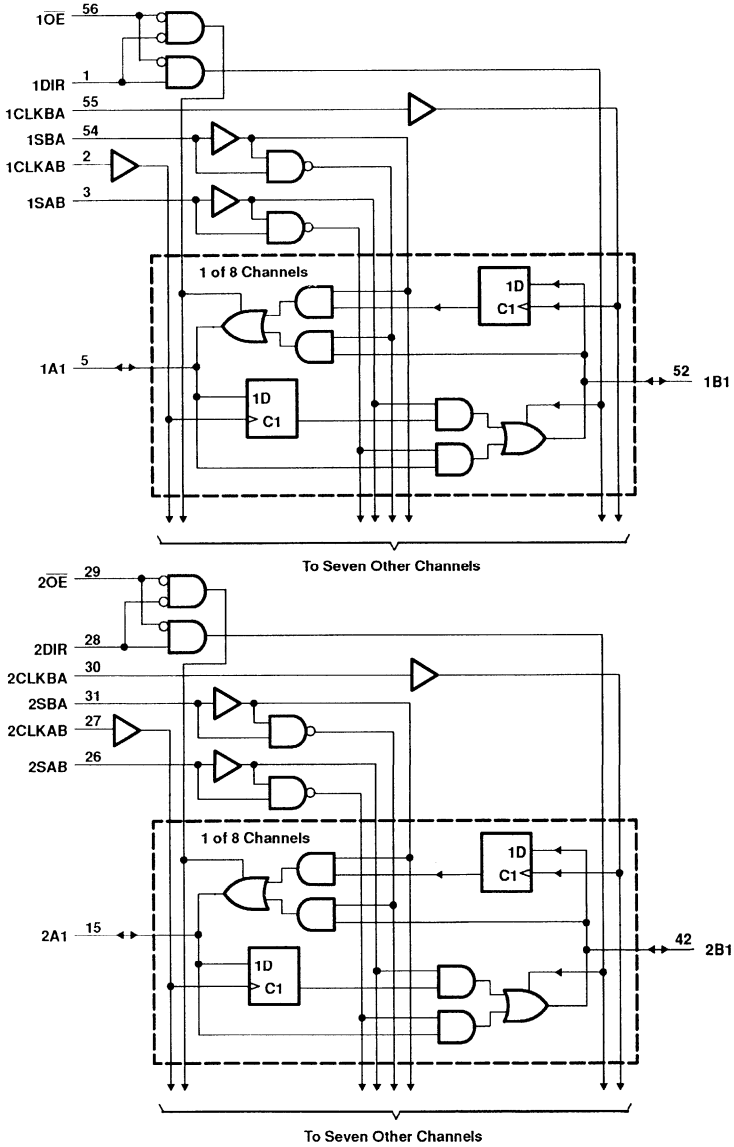 1O̅E̅ 56
1DIR 1
1CLKBA 55
1SBA 54
1CLKAB 2
1SAB 3
1 of 8 Channels
1D
C1
1A1 5
52 1B1
1D
C1
To Seven Other Channels
2O̅E̅ 29
2DIR 28
2CLKBA 30
2SBA 31
2CLKAB 27
2SAB 26
1 of 8 Channels
1D
C1
2A1 15
42 2B1
1D
C1
To Seven Other Channels